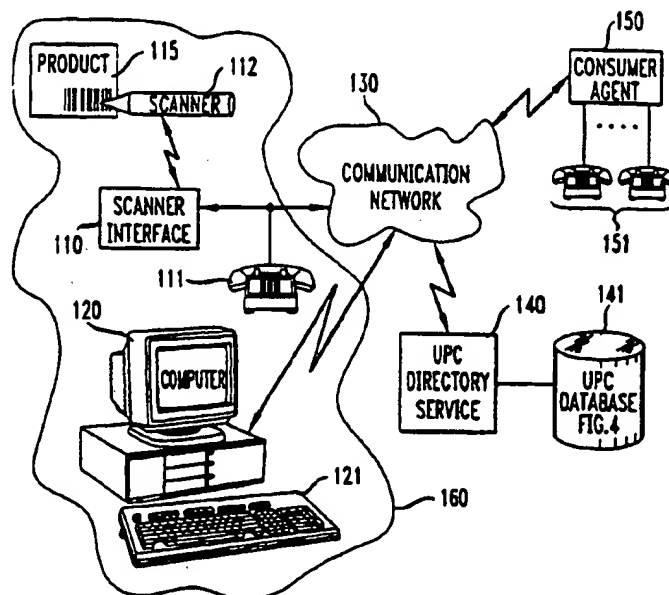 115
PRODUCT
112
SCANNER
150
CONSUMER
AGENT
130
COMMUNICATION
NETWORK
SCANNER
INTERFACE
110
111
151
120
COMPUTER
140
141
UPC
DIRECTORY
SERVICE
UPC
DATABASE
FIG.4
121
160